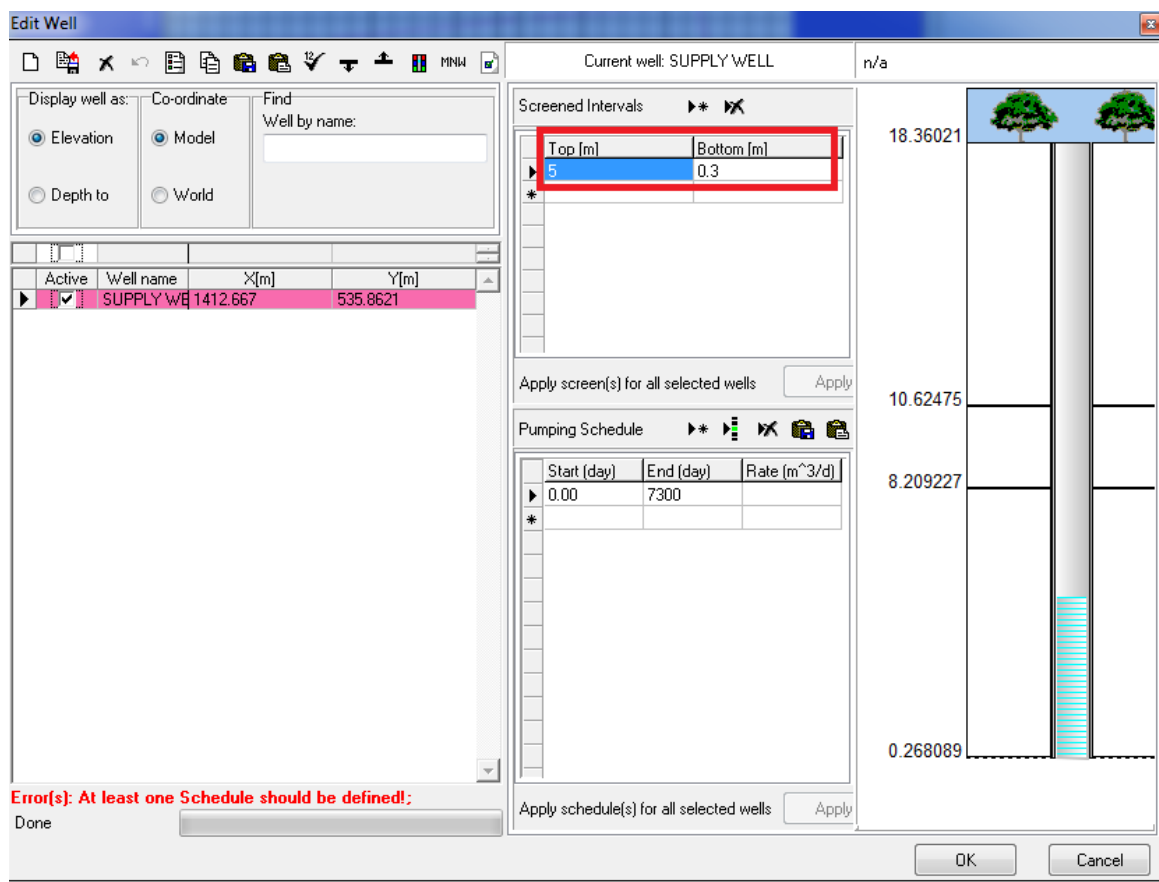 Edit Well
MNW
Current well: SUPPLY WELL
n/a
Display well as:
Elevation
Depth to
Co-ordinate
Model
World
Find
Well by name:
Active Well name X[m] Y[m]
SUPPLY WE 1412.667 535.8621
Error(s): At least one Schedule should be defined!;
Done
Screened Intervals
Top [m] Bottom [m]
5 0.3
*
Apply screen(s) for all selected wells Apply
Pumping Schedule
Start (day) End (day) Rate (m^3/d)
0.00 7300
*
Apply schedule(s) for all selected wells Apply
18.36021
10.62475
8.209227
0.268089
OK Cancel